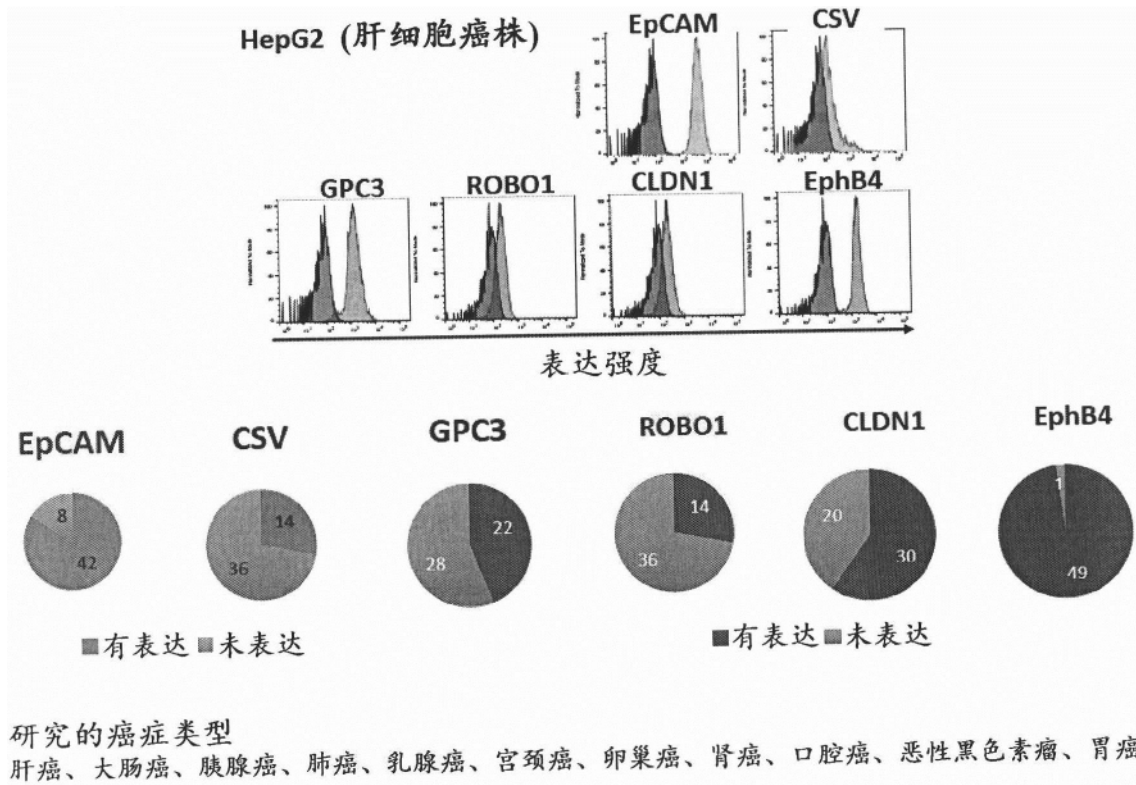 HepG2 (肝细胞癌株)
EpCAM
CSV
GPC3
ROBO1
CLDN1
EphB4
表达强度
EpCAM
CSV
GPC3
ROBO1
CLDN1
EphB4
8
42
14
36
22
28
14
36
20
30
1
49
有表达 未表达
有表达 未表达
研究的癌症类型
肝癌、大肠癌、胰腺癌、肺癌、乳腺癌、宫颈癌、卵巢癌、肾癌、口腔癌、恶性黑色素瘤、胃癌